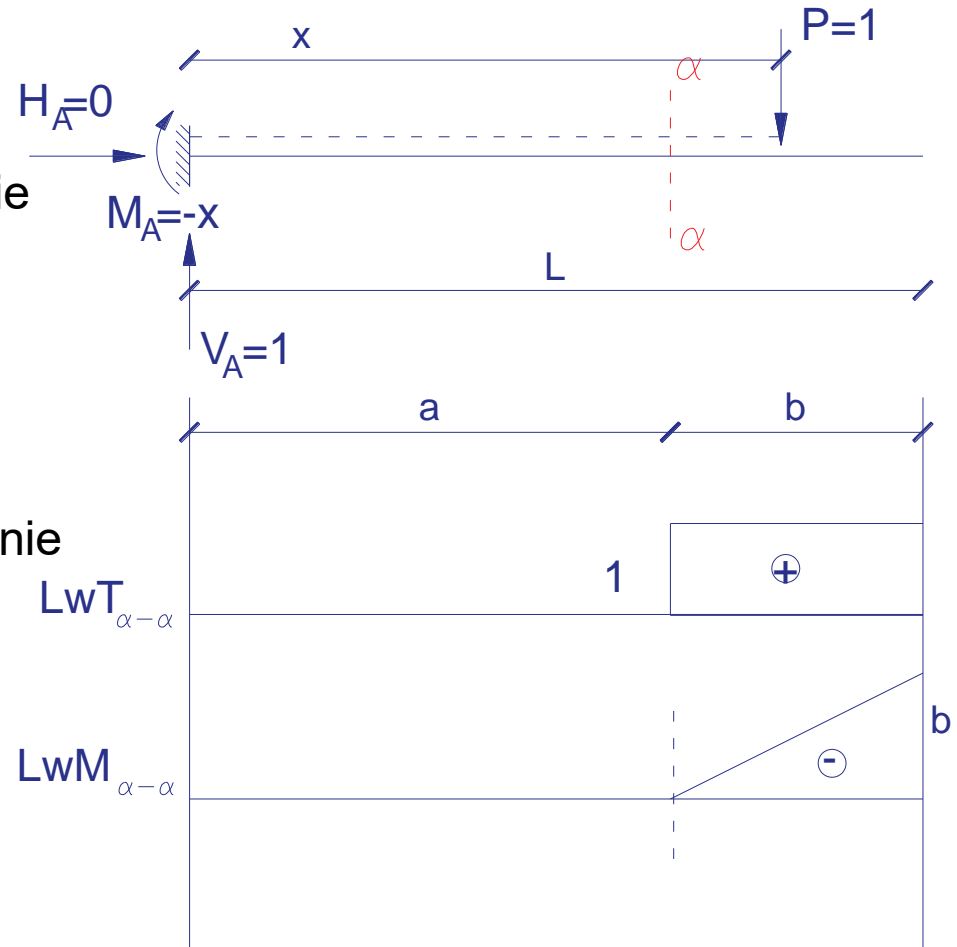 x
P=1
α
H_A=0
ie
M_A=-x
α
L
V_A=1
a
b
nie
1
+
LwT_α-α
b
LwM_α-α
-